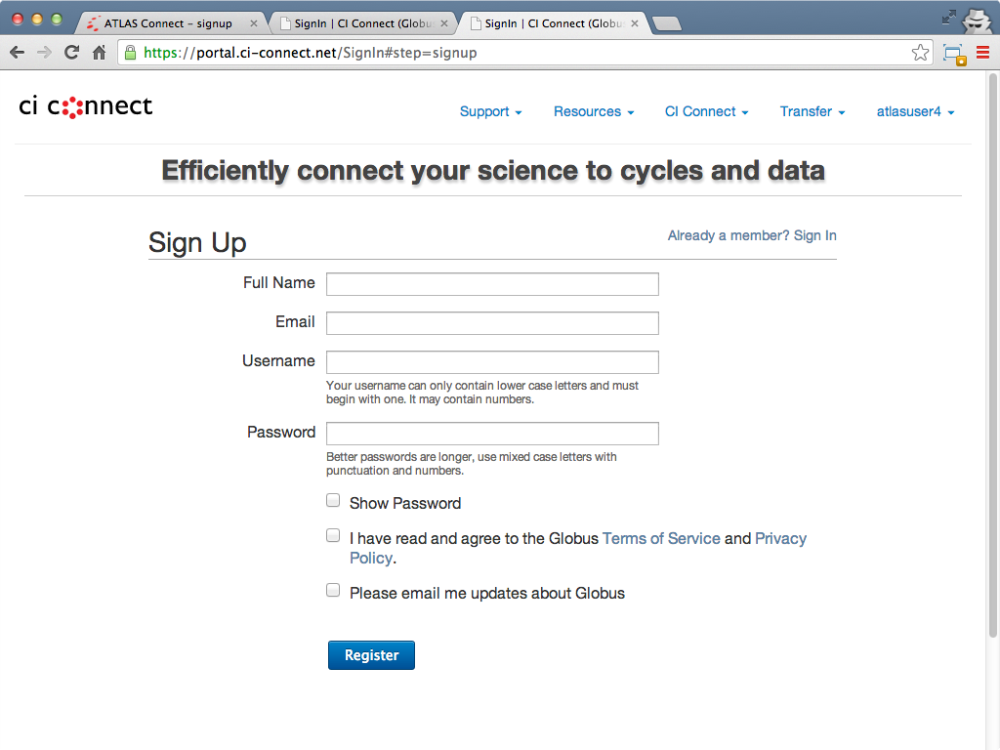 ATLAS Connect – signup
SignIn | CI Connect (Globu
SignIn | CI Connect (Globu
https://portal.ci-connect.net/SignIn#step=signup
ci connect
Support
Resources
CI Connect
Transfer
atlasuser4
Efficiently connect your science to cycles and data
Sign Up
Already a member? Sign In
Full Name
Email
Username
Your username can only contain lower case letters and must
begin with one. It may contain numbers.
Password
Better passwords are longer, use mixed case letters with
punctuation and numbers.
Show Password
I have read and agree to the Globus Terms of Service and Privacy
Policy.
Please email me updates about Globus
Register